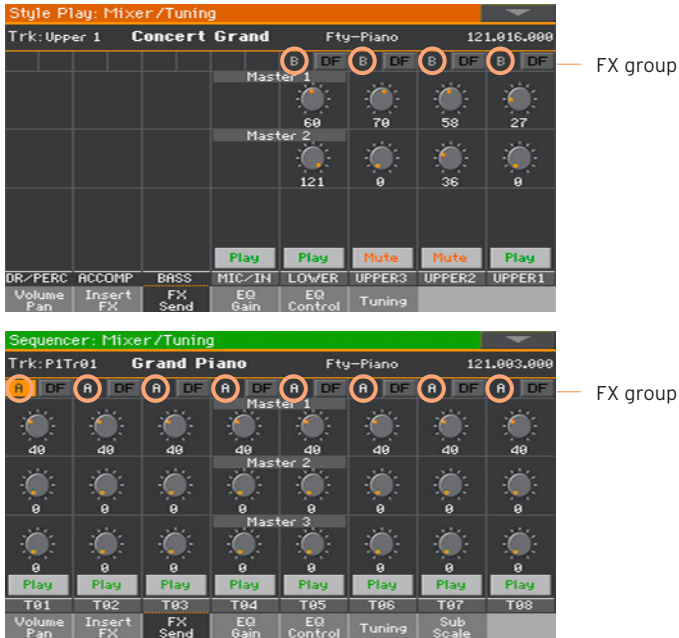 Style Play: Mixer/Tuning
Trk: Upper 1 Concert Grand Fty-Piano 121.016.000
B DF B DF B DF B DF
FX group
Master 1
60 70 58 27
Master 2
121 0 36 0
Play Play Mute Mute Play
DR/PERC ACCOMP BASS MIC/IN LOWER UPPER3 UPPER2 UPPER1
Volume Pan Insert FX FX Send EQ Gain EQ Control Tuning
Sequencer: Mixer/Tuning
Trk: P1Tr01 Grand Piano Fty-Piano 121.003.000
A DF A DF A DF A DF A DF A DF A DF A DF
FX group
Master 1
40 40 40 40 40 40 40 40
Master 2
0 0 0 0 0 0 0 0
Master 3
0 0 0 0 0 0 0 0
Play Play Play Play Play Play Play Play
T01 T02 T03 T04 T05 T06 T07 T08
Volume Pan Insert FX FX Send EQ Gain EQ Control Tuning Sub Scale